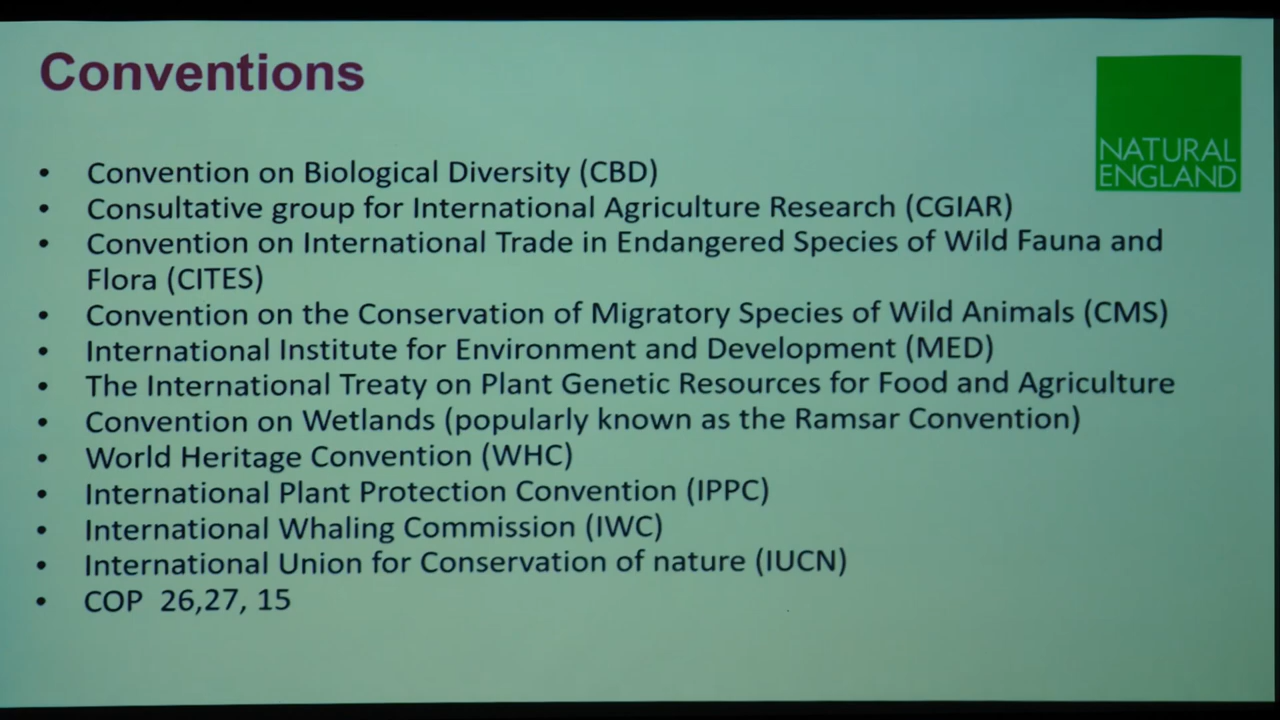 Conventions
NATURAL
ENGLAND
• Convention on Biological Diversity (CBD)
• Consultative group for International Agriculture Research (CGIAR)
• Convention on International Trade in Endangered Species of Wild Fauna and
Flora (CITES)
• Convention on the Conservation of Migratory Species of Wild Animals (CMS)
• International Institute for Environment and Development (MED)
• The International Treaty on Plant Genetic Resources for Food and Agriculture
• Convention on Wetlands (popularly known as the Ramsar Convention)
• World Heritage Convention (WHC)
• International Plant Protection Convention (IPPC)
• International Whaling Commission (IWC)
• International Union for Conservation of nature (IUCN)
• COP 26,27, 15